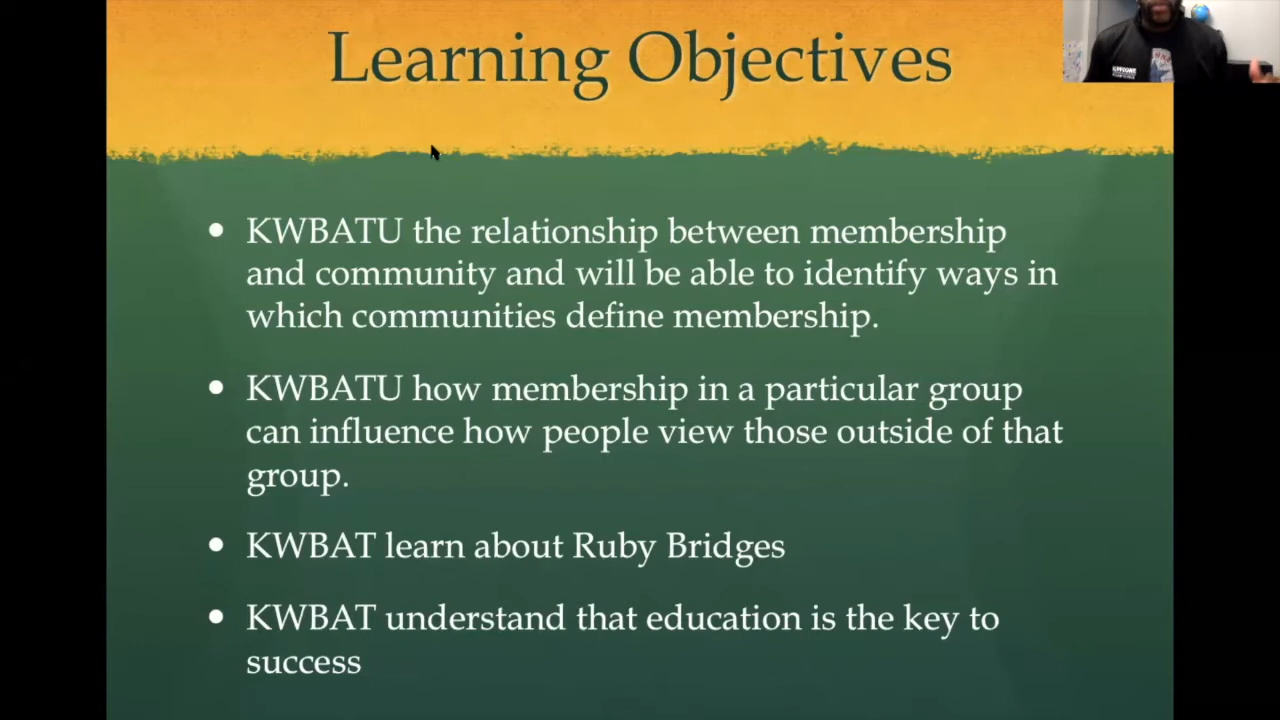 Learning Objectives
• KWBATU the relationship between membership
and community and will be able to identify ways in
which communities define membership.
• KWBATU how membership in a particular group
can influence how people view those outside of that
group.
• KWBAT learn about Ruby Bridges
• KWBAT understand that education is the key to
success